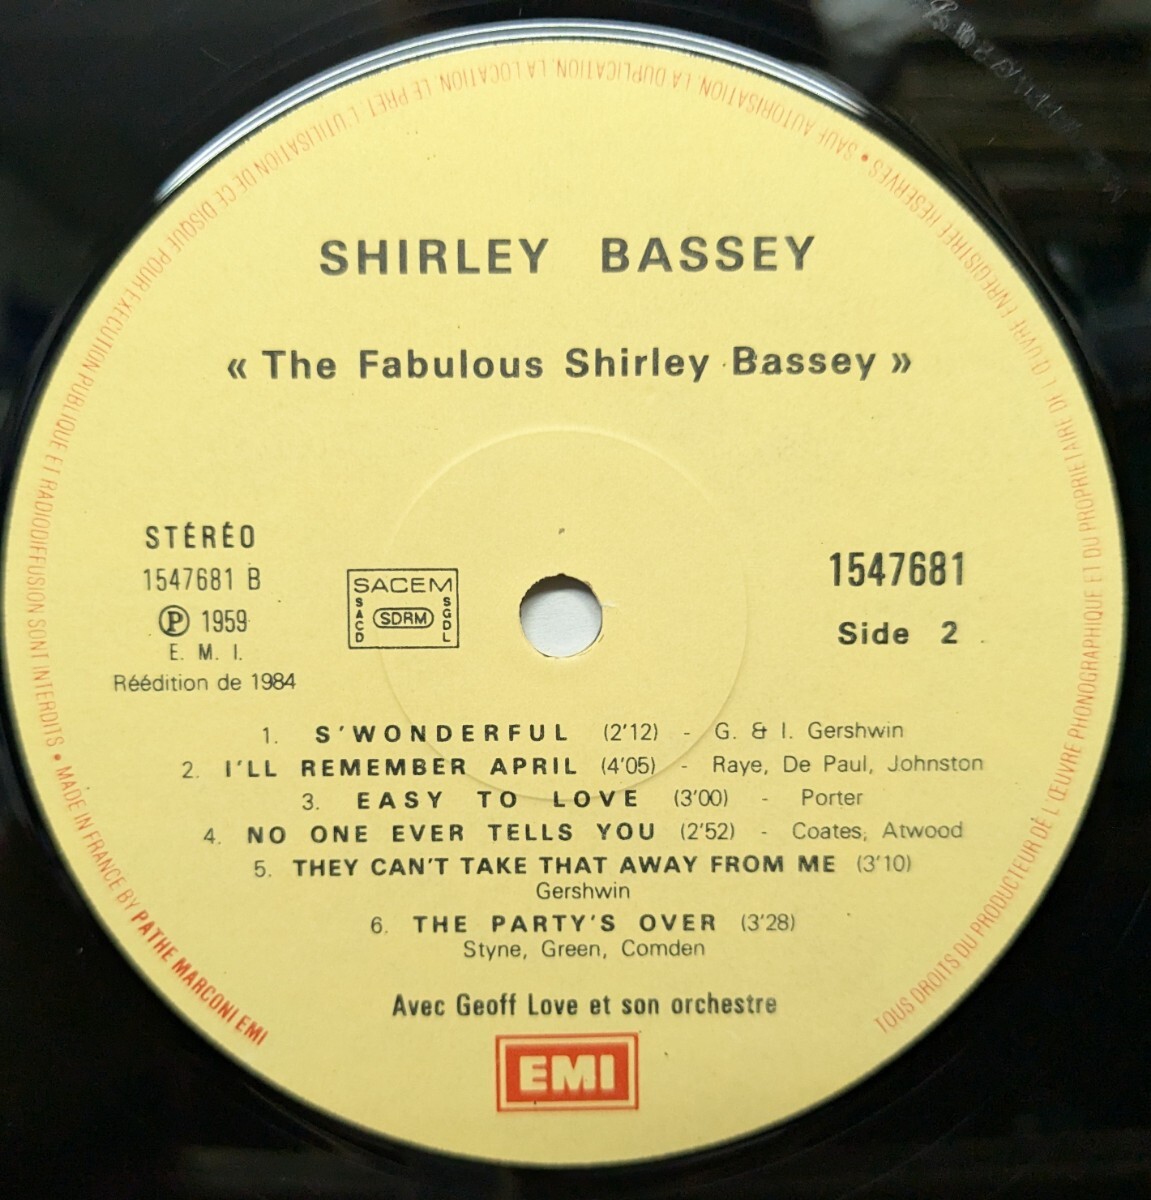 SHIRLEY BASSEY
« The Fabulous Shirley Bassey »
STÉRÉO
1547681 B
Ⓟ 1959
E. M. I.
Réédition de 1984
SACEM
SACD
SDRM
SGDL
1547681
Side 2
1. S'WONDERFUL (2'12) - G. & I. Gershwin
2. I'LL REMEMBER APRIL (4'05) - Raye, De Paul, Johnston
3. EASY TO LOVE (3'00) - Porter
4. NO ONE EVER TELLS YOU (2'52) - Coates, Atwood
5. THEY CAN'T TAKE THAT AWAY FROM ME (3'10)
Gershwin
6. THE PARTY'S OVER (3'28)
Styne, Green, Comden
Avec Geoff Love et son orchestre
EMI
TOUS DROITS DU PRODUCTEUR DE L'ŒUVRE PHONOGRAPHIQUE ET DU PROPRIETAIRE DE L'ŒUVRE ENREGISTREE RESERVES • SAUF AUTORISATION, LA DUPLICATION, LA LOCATION, LE PRET, L'UTILISATION DE CE DISQUE POUR EXECUTION PUBLIQUE ET RADIODIFFUSION SONT INTERDITS • MADE IN FRANCE BY PATHE MARCONI EMI